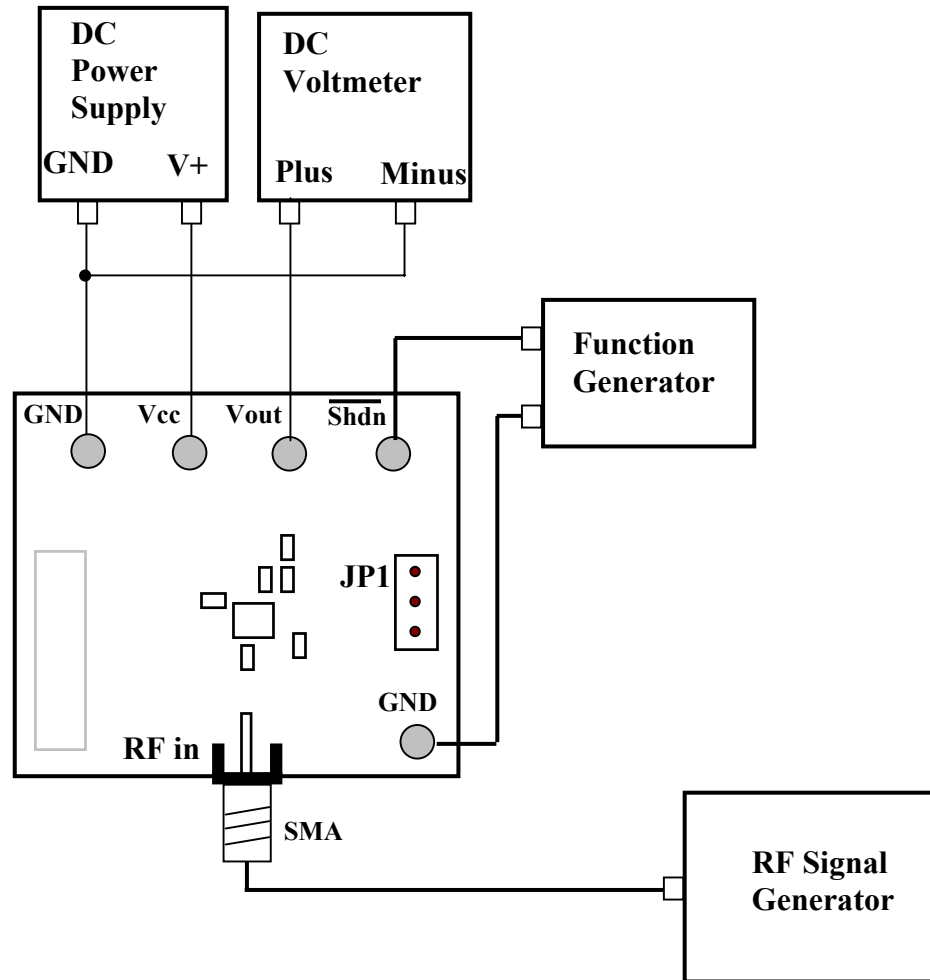 DC
Power
Supply
GND V+
DC
Voltmeter
Plus Minus
Function
Generator
GND Vcc Vout Shdn
JP1
GND
RF in
SMA
RF Signal
Generator